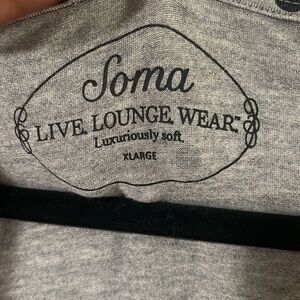 Soma
LIVE. LOUNGE. WEAR.™
Luxuriously soft.
XLARGE